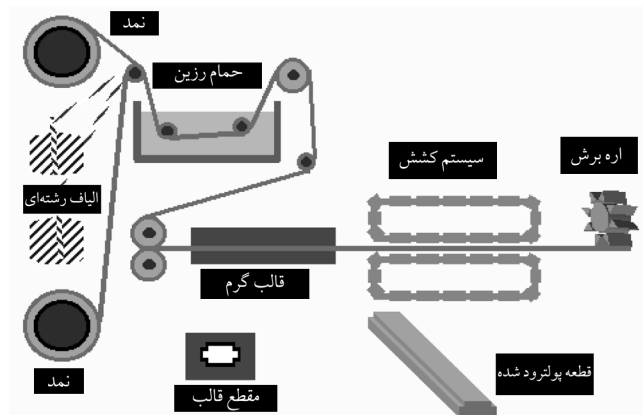 نمد
حمام رزین
سیستم کشش
اره برش
الیاف رشته‌ای
قالب گرم
نمد
مقطع قالب
قطعه پولترود شده